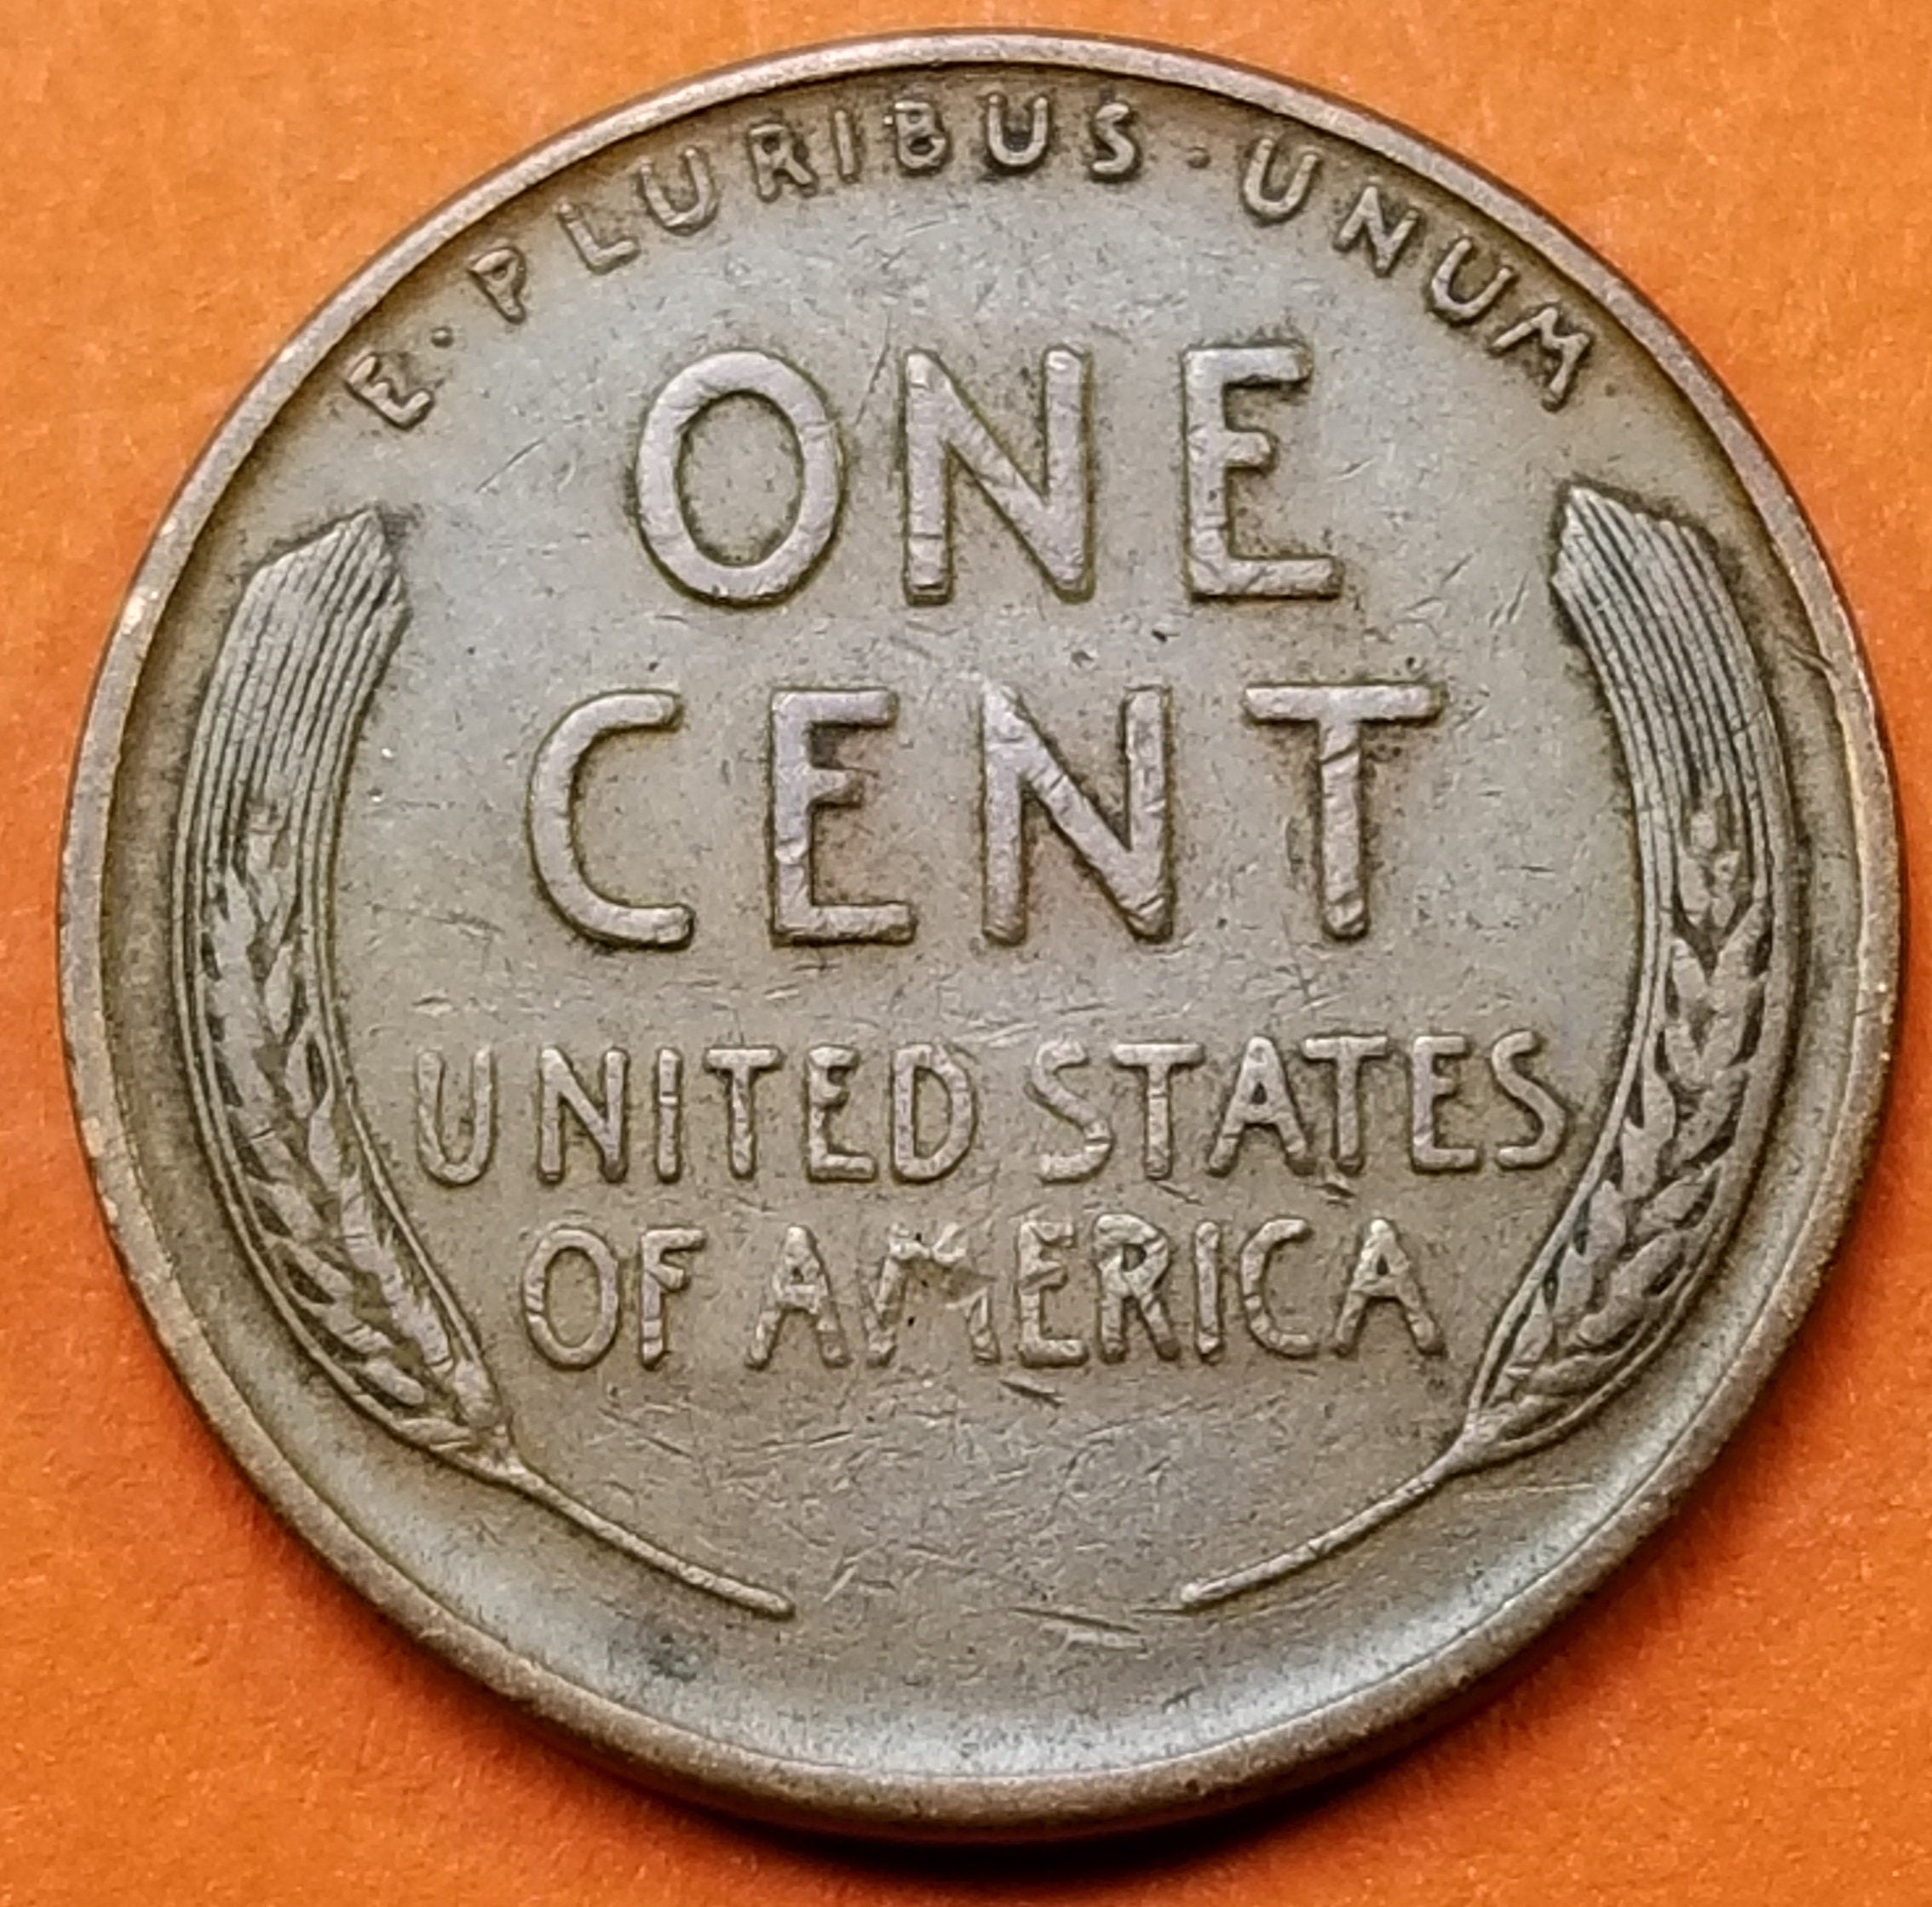 E · PLURIBUS · UNUM
ONE
CENT
UNITED STATES
OF AMERICA